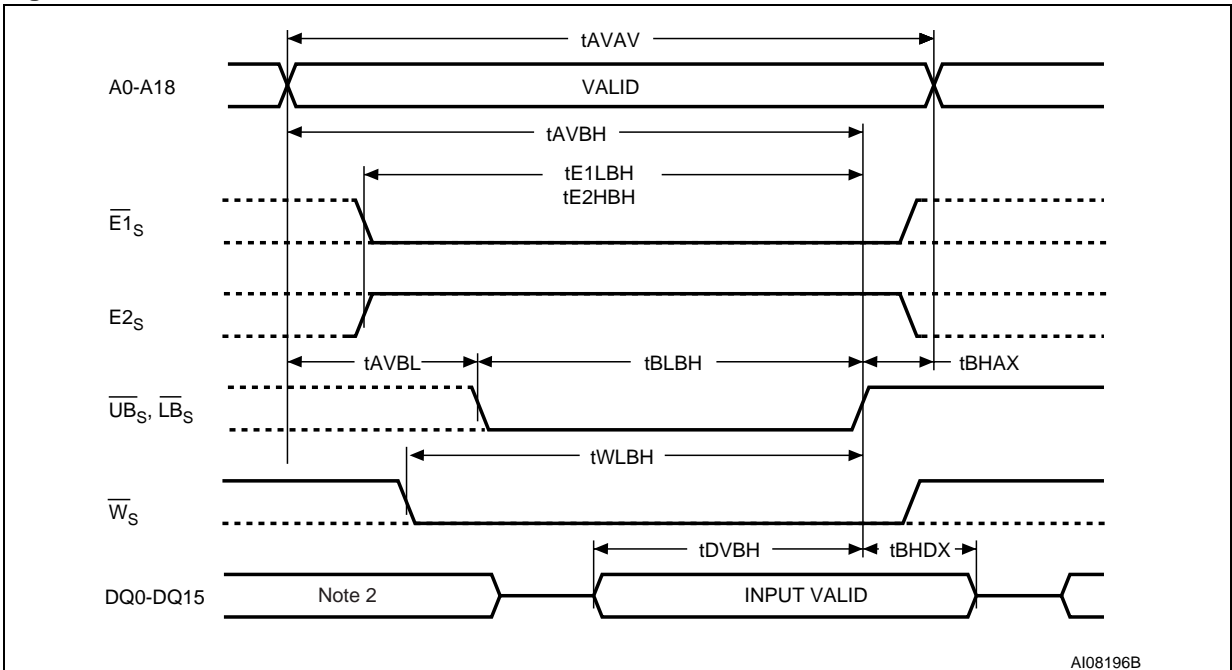 tAVAV
A0-A18
VALID
tAVBH
tE1LBH
tE2HBH
E1S
E2S
tAVBL
tBLBH
tBHAX
UBS, LBS
tWLBH
WS
tDVBH
tBHDX
DQ0-DQ15
Note 2
INPUT VALID
AI08196B